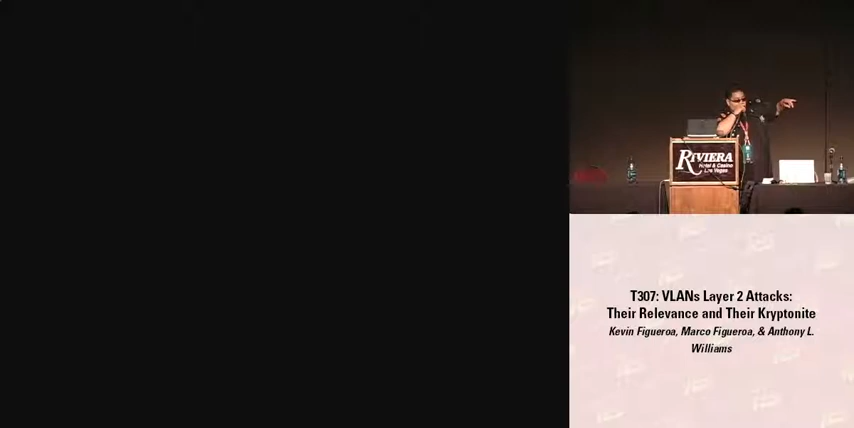 RIVIERA
Hotel & Casino
Las Vegas
T307: VLANs Layer 2 Attacks:
Their Relevance and Their Kryptonite
Kevin Figueroa, Marco Figueroa, & Anthony L.
Williams